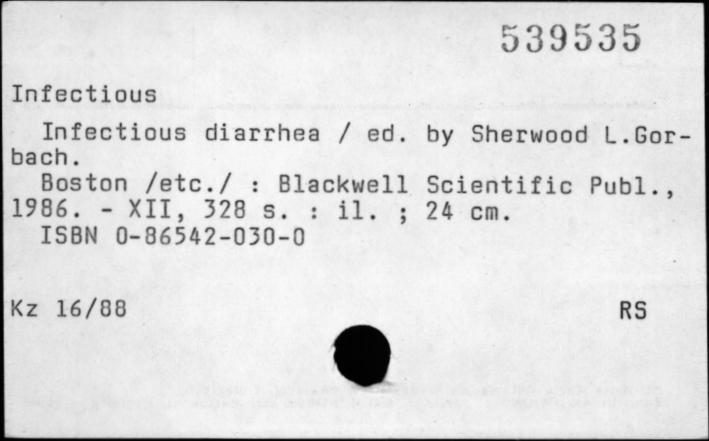 539535
Infectious
Infectious diarrhea / ed. by Sherwood L.Gor-
bach.
Boston /etc./ : Blackwell Scientific Publ.,
1986. - XII, 328 s. : il. ; 24 cm.
ISBN 0-86542-030-0
Kz 16/88 RS